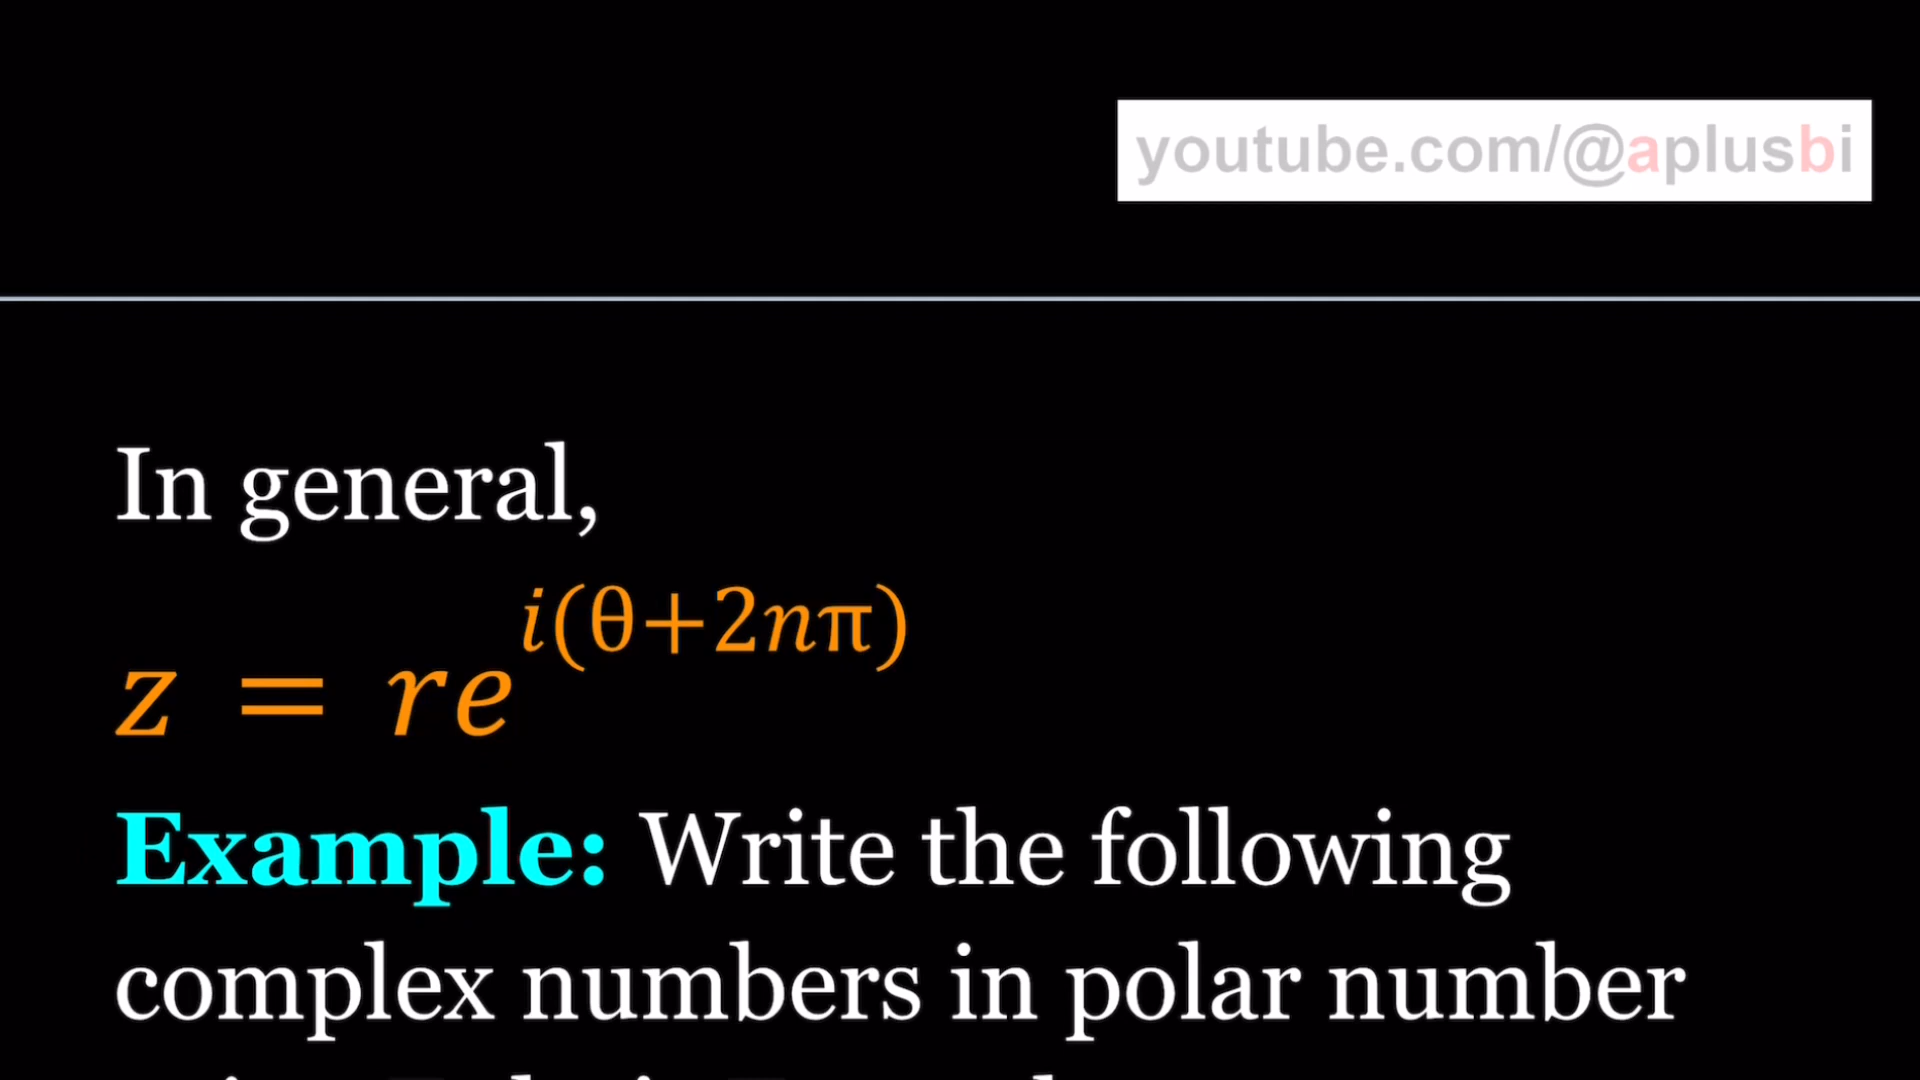 youtube.com/@aplusbi
In general,
z = re^{i(θ+2nπ)}
Example: Write the following
complex numbers in polar number